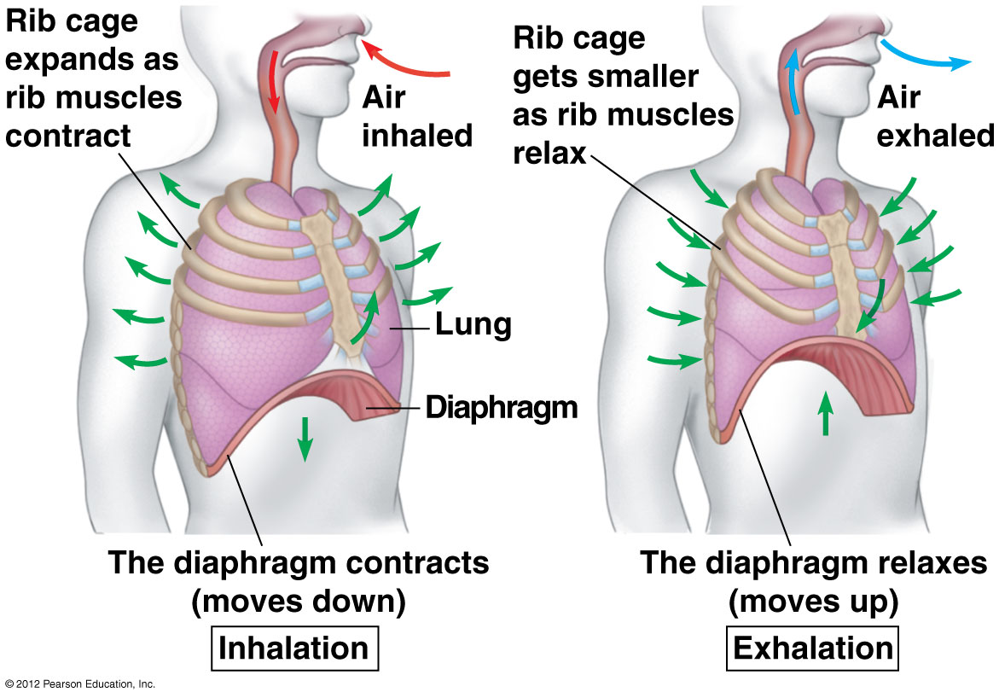 Rib cage
expands as
rib muscles
contract
Air
inhaled
Lung
Diaphragm
The diaphragm contracts
(moves down)
Inhalation
Rib cage
gets smaller
as rib muscles
relax
Air
exhaled
The diaphragm relaxes
(moves up)
Exhalation
© 2012 Pearson Education, Inc.